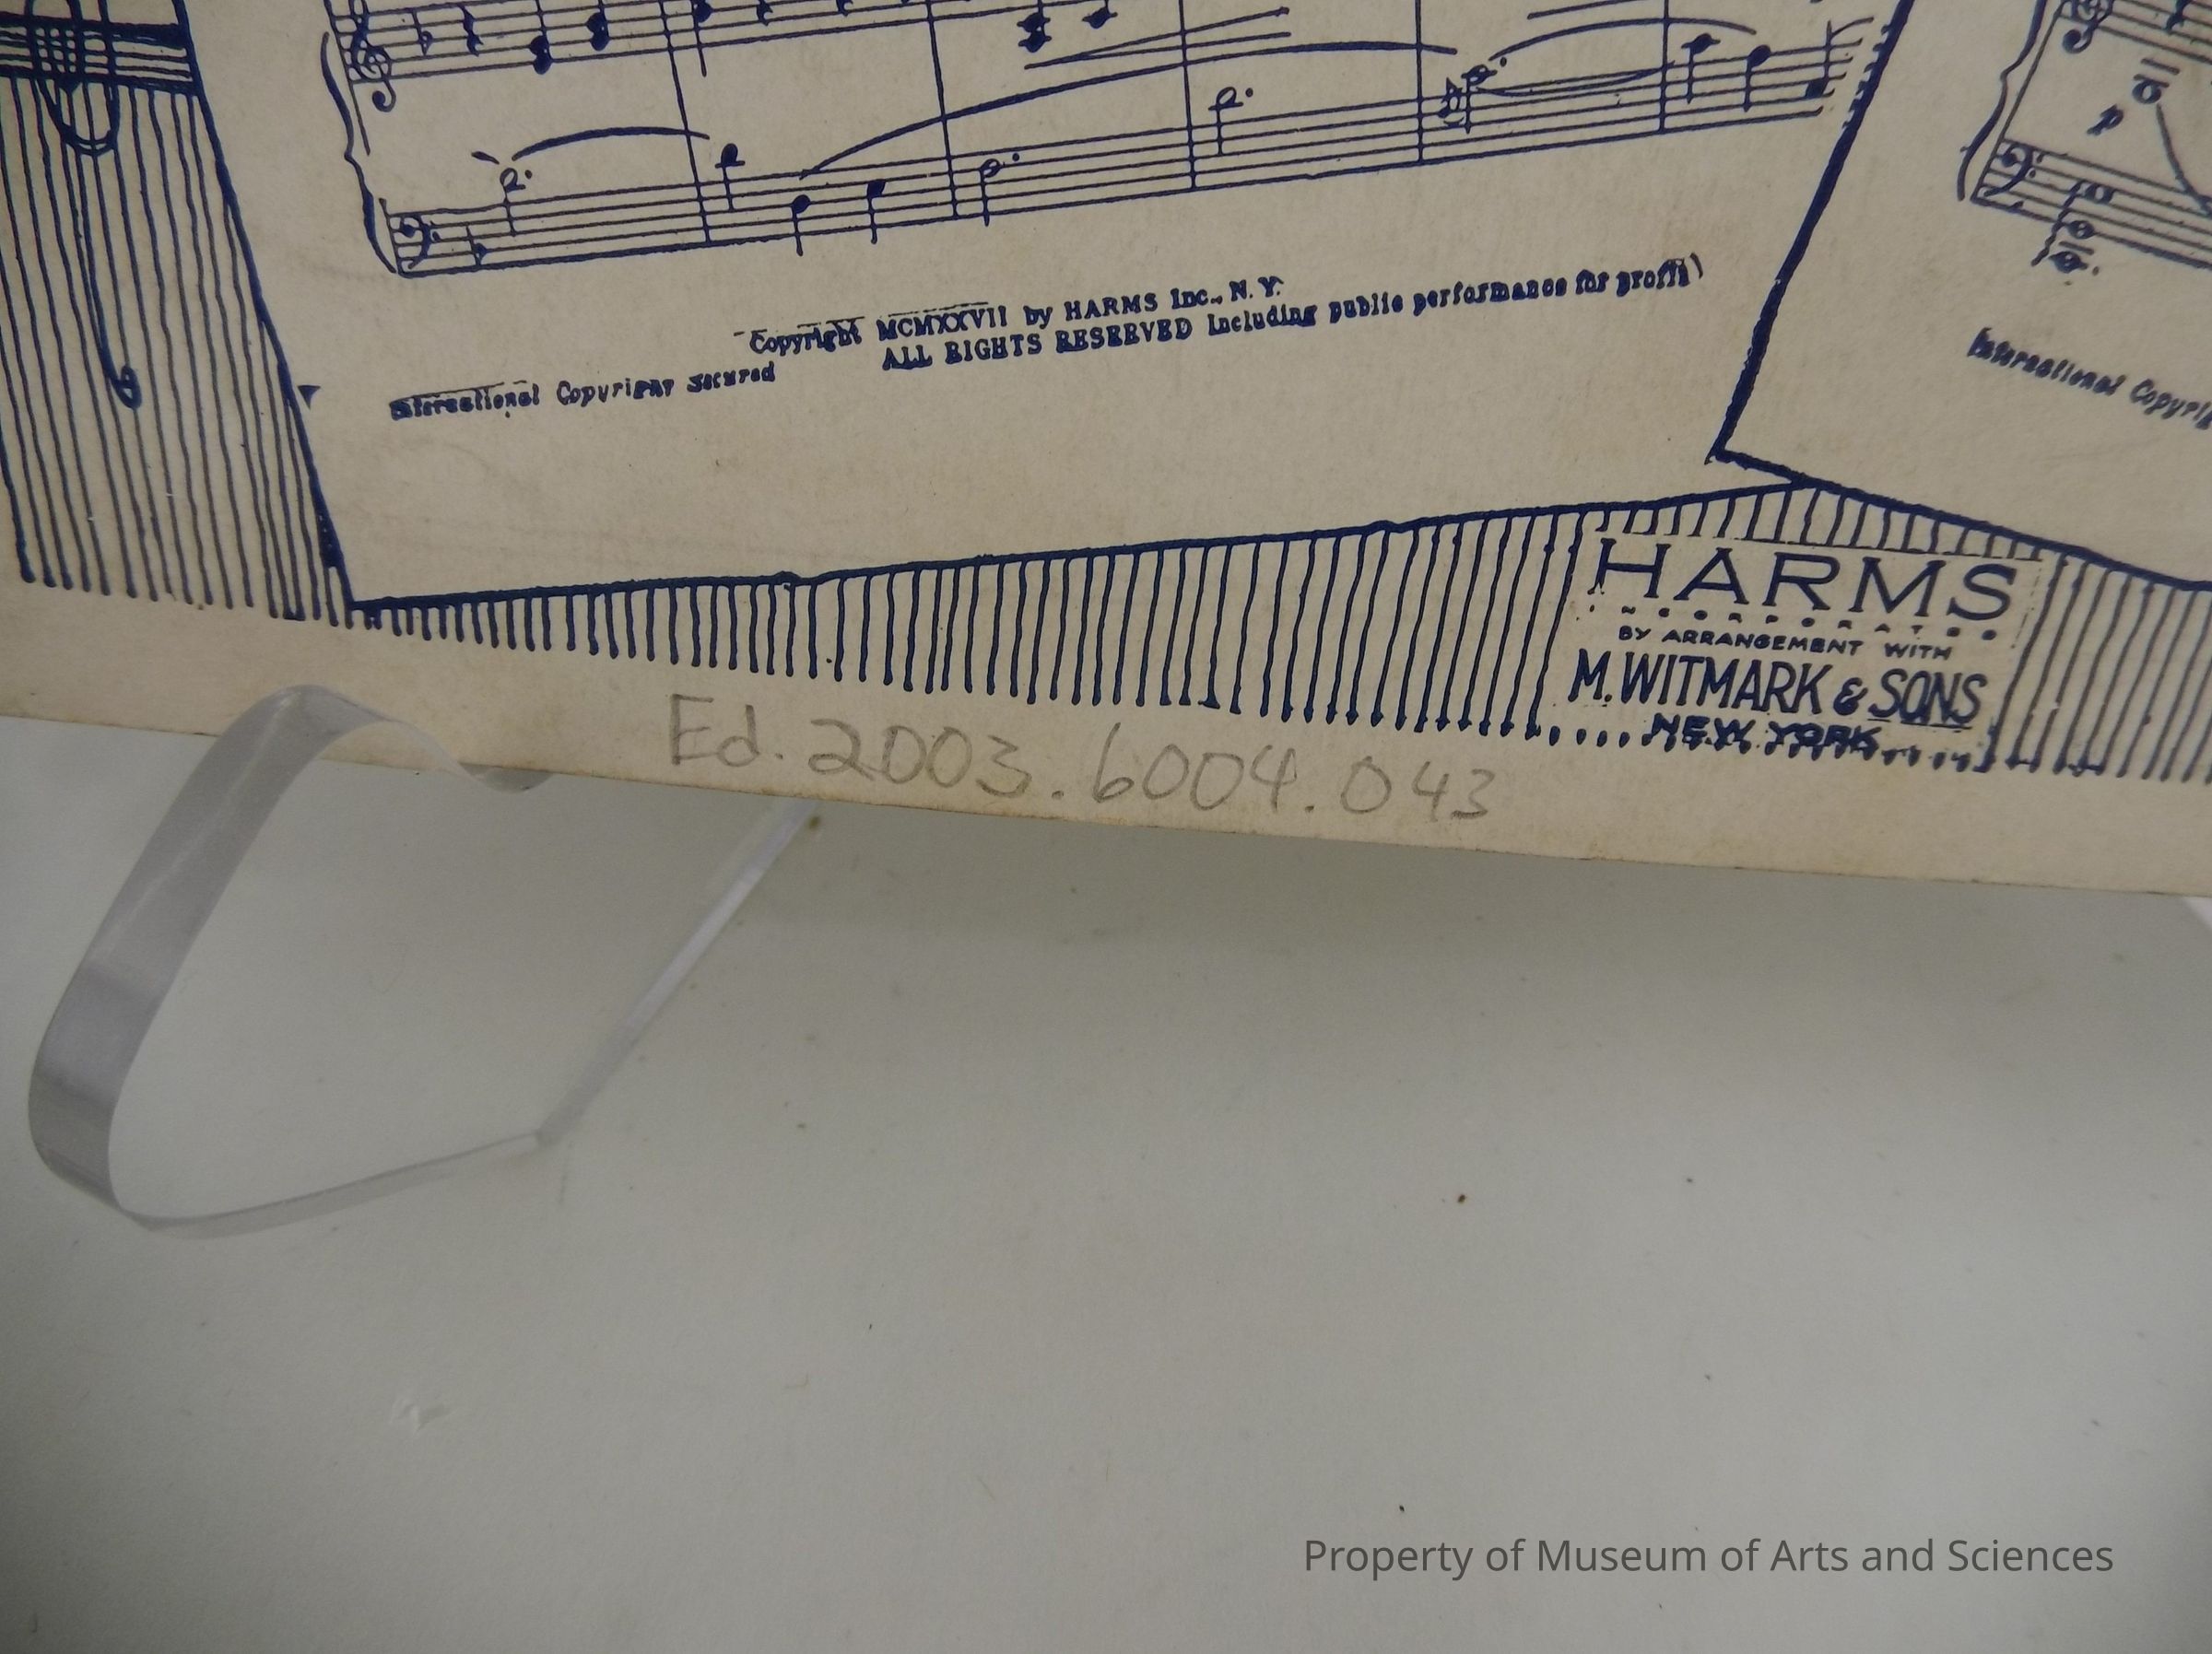 p
Copyright MCMXXVII by HARMS Inc., N. Y.
ALL RIGHTS RESERVED Including public performance for profit
International Copyright Secured
International Copyrig
HARMS
INCORPORATED
BY ARRANGEMENT WITH
M. WITMARK & SONS
NEW YORK
Ed. 2003.6004.043
Property of Museum of Arts and Sciences